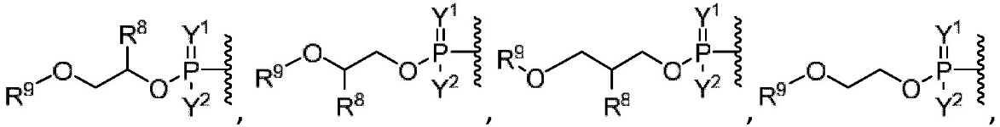 R⁹ O R⁸ O P Y¹ Y² ,
R⁹ O R⁸ O P Y¹ Y² ,
R⁹ O R⁸ O P Y¹ Y² ,
R⁹ O O P Y¹ Y² ,